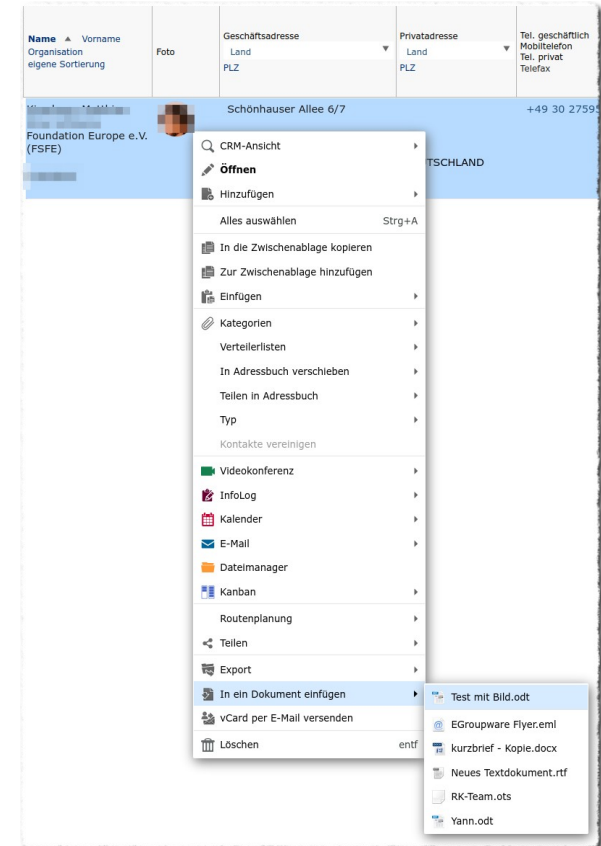 Name ▲ Vorname
Organisation
eigene Sortierung
Foto
Geschäftsadresse
Land
PLZ
Privatadresse
Land
PLZ
Tel. geschäftlich
Mobiltelefon
Tel. privat
Telefax
Foundation Europe e.V.
(FSFE)
Schönhauser Allee 6/7
+49 30 27595
TSCHLAND
CRM-Ansicht
Öffnen
Hinzufügen
Alles auswählen Strg+A
In die Zwischenablage kopieren
Zur Zwischenablage hinzufügen
Einfügen
Kategorien
Verteilerlisten
In Adressbuch verschieben
Teilen in Adressbuch
Typ
Kontakte vereinigen
Videokonferenz
InfoLog
Kalender
E-Mail
Dateimanager
Kanban
Routenplanung
Teilen
Export
In ein Dokument einfügen
vCard per E-Mail versenden
Löschen entf
Test mit Bild.odt
EGroupware Flyer.eml
kurzbrief - Kopie.docx
Neues Textdokument.rtf
RK-Team.ots
Yann.odt